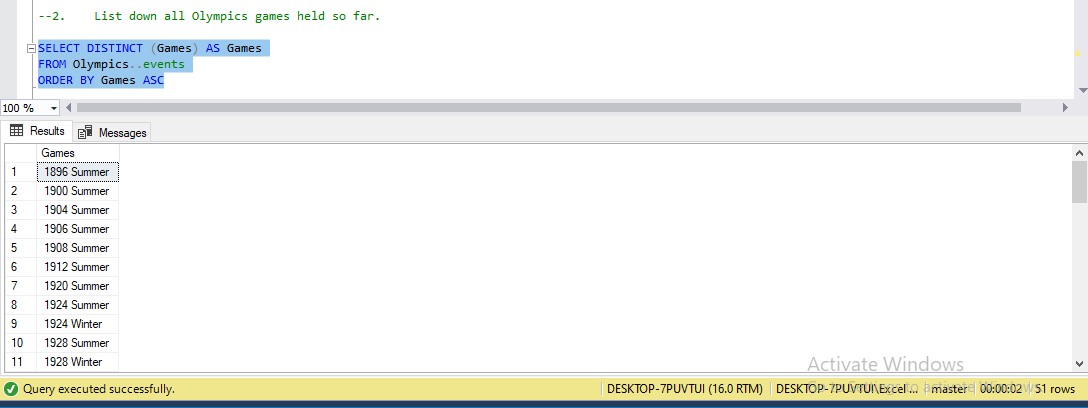 --2. List down all Olympics games held so far.
SELECT DISTINCT (Games) AS Games
FROM Olympics..events
ORDER BY Games ASC
100 %
Results Messages
Games
1 1896 Summer
2 1900 Summer
3 1904 Summer
4 1906 Summer
5 1908 Summer
6 1912 Summer
7 1920 Summer
8 1924 Summer
9 1924 Winter
10 1928 Summer
11 1928 Winter
Activate Windows
Query executed successfully. DESKTOP-7PUVTUI (16.0 RTM) DESKTOP-7PUVTUI\Excel ... master 00:00:02 51 rows